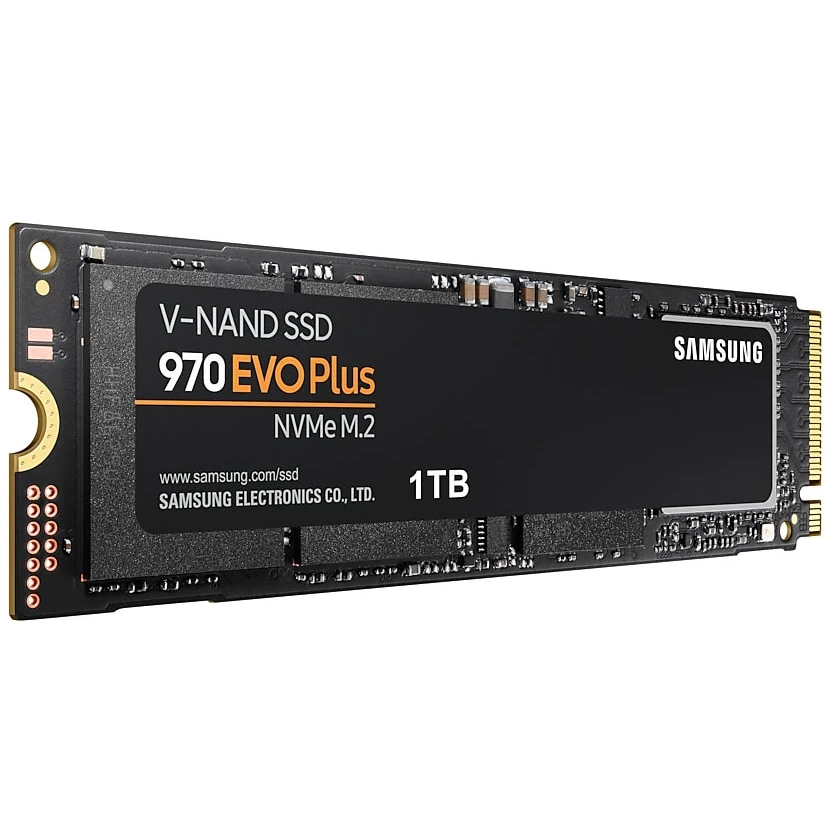 V-NAND SSD
970 EVO Plus
NVMe M.2
SAMSUNG
www.samsung.com/ssd
SAMSUNG ELECTRONICS CO., LTD.
1TB